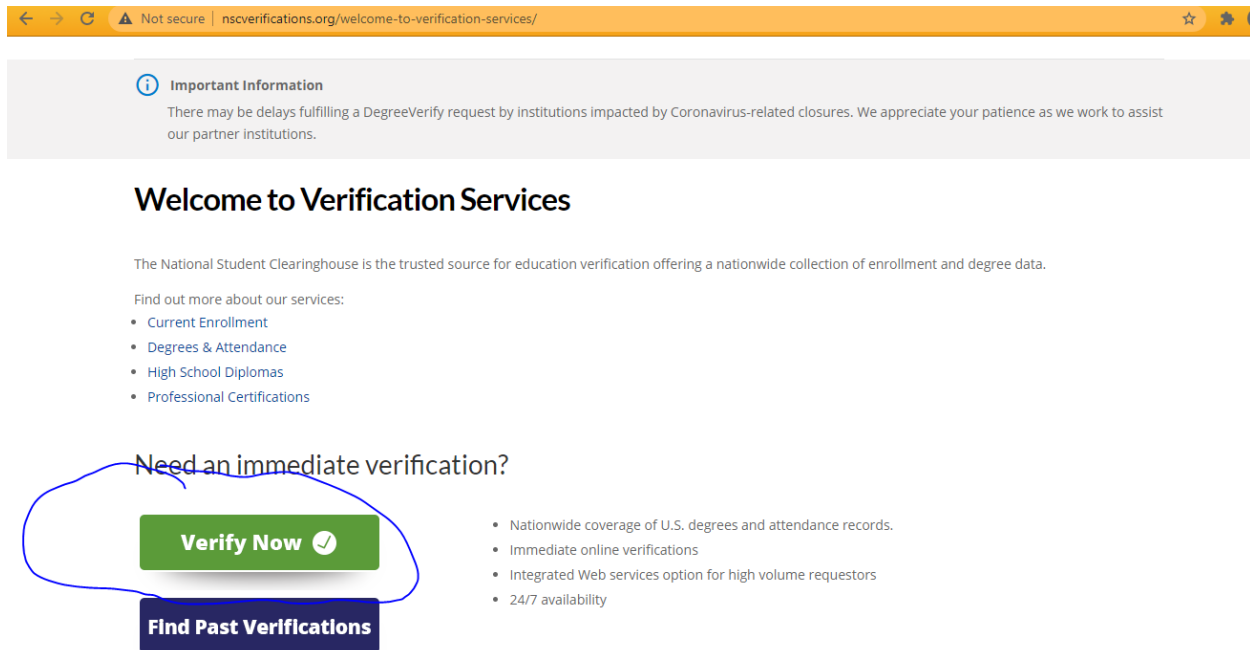 Not secure | nscverifications.org/welcome-to-verification-services/
Important Information
There may be delays fulfilling a DegreeVerify request by institutions impacted by Coronavirus-related closures. We appreciate your patience as we work to assist
our partner institutions.
Welcome to Verification Services
The National Student Clearinghouse is the trusted source for education verification offering a nationwide collection of enrollment and degree data.
Find out more about our services:
• Current Enrollment
• Degrees & Attendance
• High School Diplomas
• Professional Certifications
Need an immediate verification?
Verify Now
Find Past Verifications
• Nationwide coverage of U.S. degrees and attendance records.
• Immediate online verifications
• Integrated Web services option for high volume requestors
• 24/7 availability